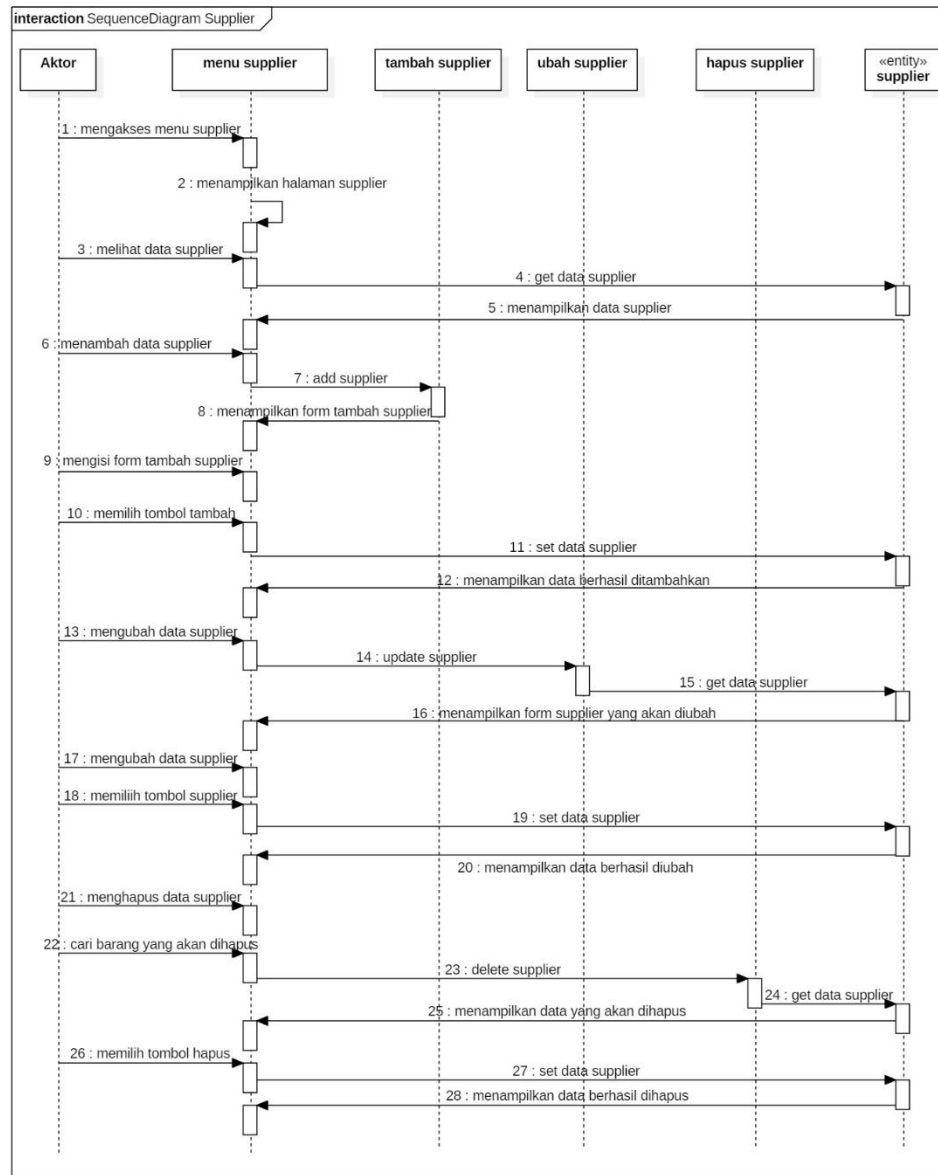 interaction SequenceDiagram Supplier
Aktor
menu supplier
tambah supplier
ubah supplier
hapus supplier
«entity»
supplier
1 : mengakses menu supplier
2 : menampilkan halaman supplier
3 : melihat data supplier
4 : get data supplier
5 : menampilkan data supplier
6 : menambah data supplier
7 : add supplier
8 : menampilkan form tambah supplier
9 : mengisi form tambah supplier
10 : memilih tombol tambah
11 : set data supplier
12 : menampilkan data berhasil ditambahkan
13 : mengubah data supplier
14 : update supplier
15 : get data supplier
16 : menampilkan form supplier yang akan diubah
17 : mengubah data supplier
18 : memiliih tombol supplier
19 : set data supplier
20 : menampilkan data berhasil diubah
21 : menghapus data supplier
22 : cari barang yang akan dihapus
23 : delete supplier
24 : get data supplier
25 : menampilkan data yang akan dihapus
26 : memilih tombol hapus
27 : set data supplier
28 : menampilkan data berhasil dihapus